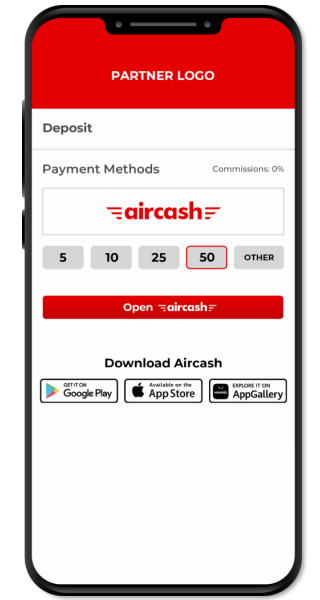 PARTNER LOGO
Deposit
Payment Methods Commissions: 0%
aircash
5 10 25 50 OTHER
Open aircash
Download Aircash
GET IT ON Available on the EXPLORE IT ON
Google Play App Store AppGallery